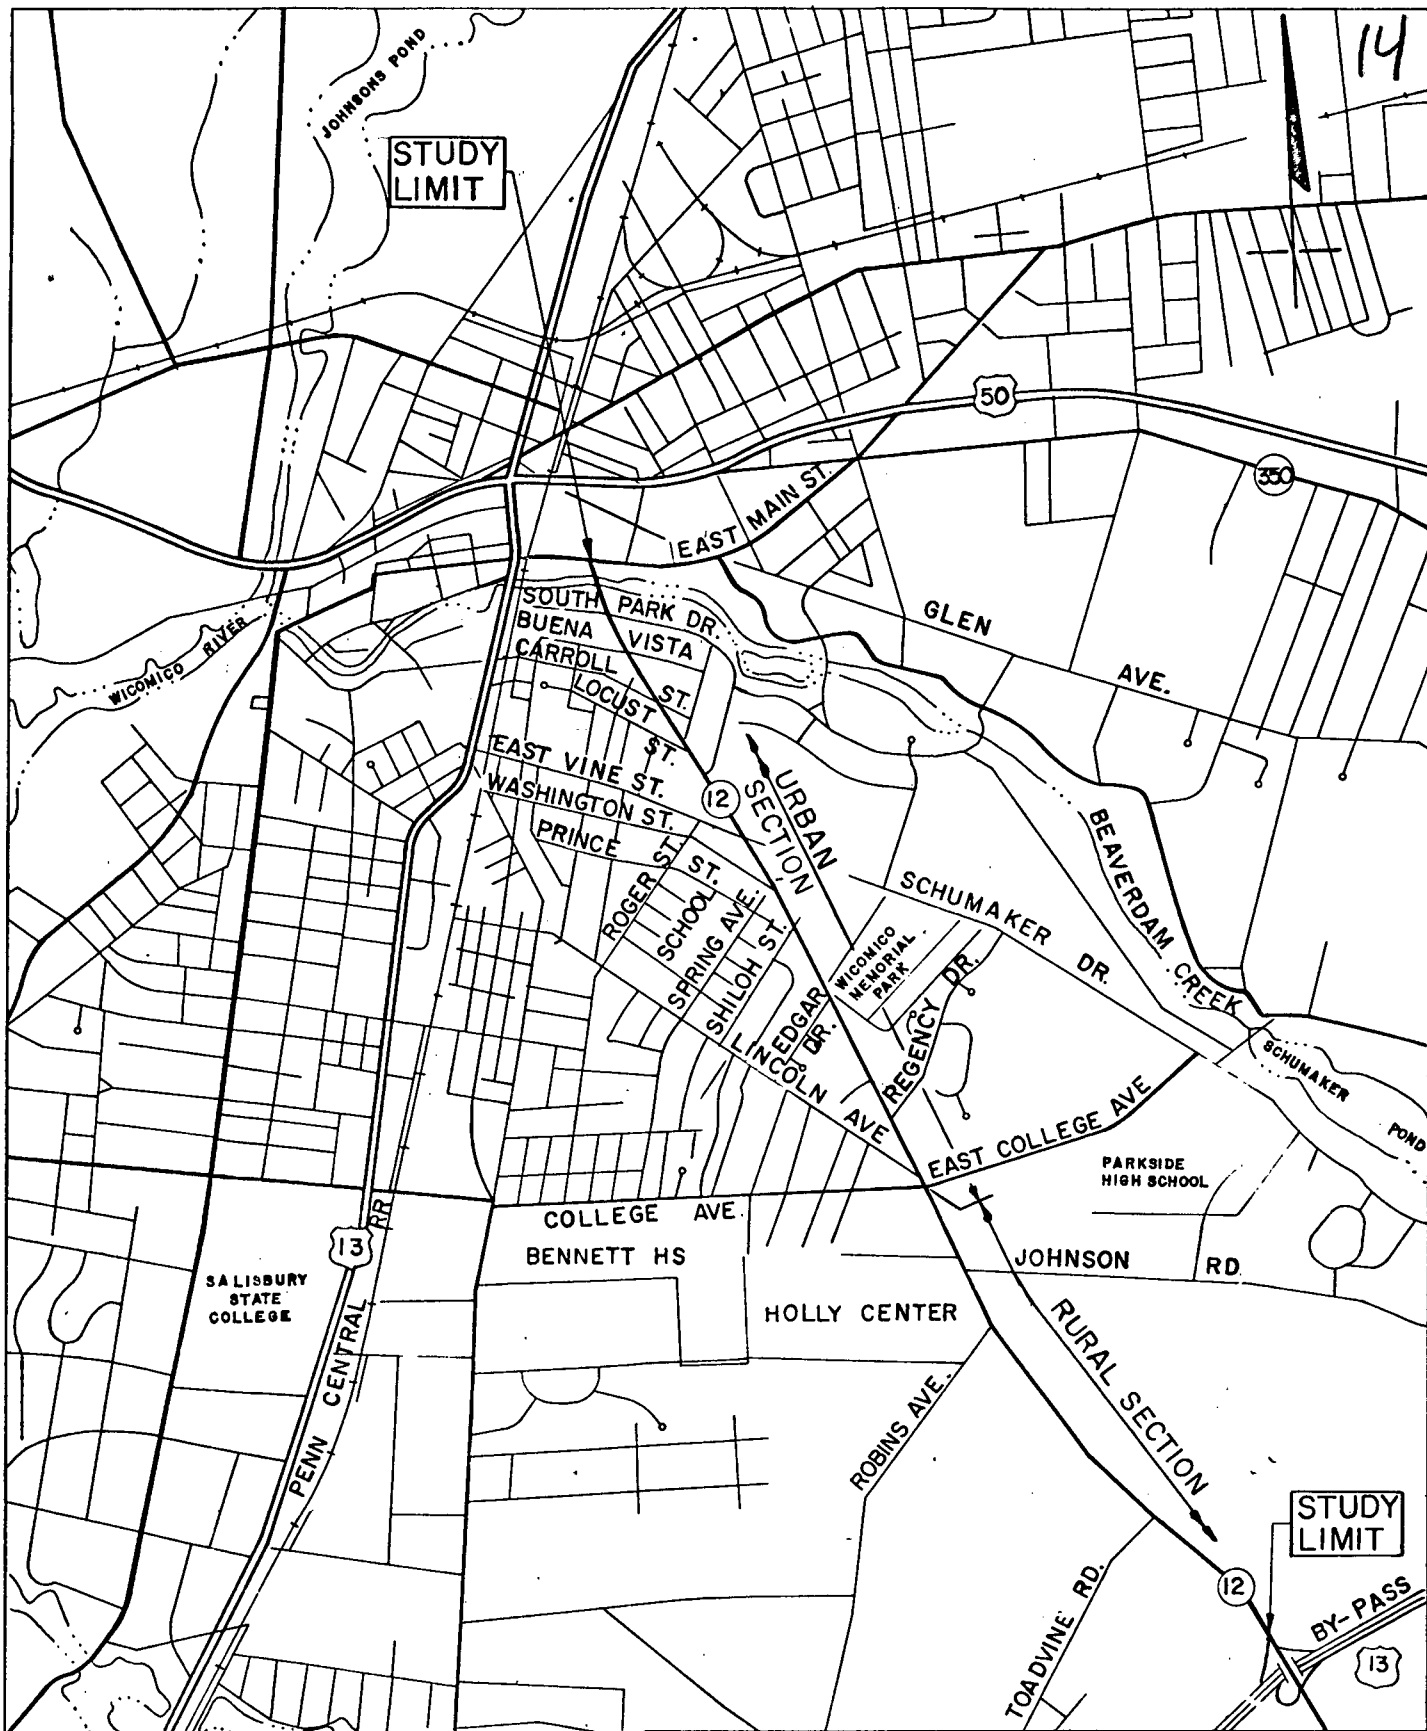 14
JOHNSONS POND
STUDY
LIMIT
50
350
EAST MAIN ST.
GLEN
AVE.
SOUTH PARK DR.
BUENA VISTA
CARROLL ST.
LOCUST ST.
WICOMICO RIVER
EAST VINE ST.
WASHINGTON ST.
PRINCE ST.
12
URBAN
SECTION
ROGER ST.
SCHOOL
SPRING AVE.
SHILOH ST.
SCHUMAKER DR.
BEAVERDAM CREEK
WICOMIICO
MEMORIAL
PARK
EDGAR
DR.
REGENCY DR.
LINCOLN AVE
SCHUMAKER POND
EAST COLLEGE AVE
PARKSIDE
HIGH SCHOOL
COLLEGE AVE.
BENNETT HS
13
PENN CENTRAL RR
SALISBURY
STATE
COLLEGE
JOHNSON RD.
HOLLY CENTER
RURAL SECTION
ROBINS AVE.
STUDY
LIMIT
12
TOADVINE RD.
BY-PASS
13